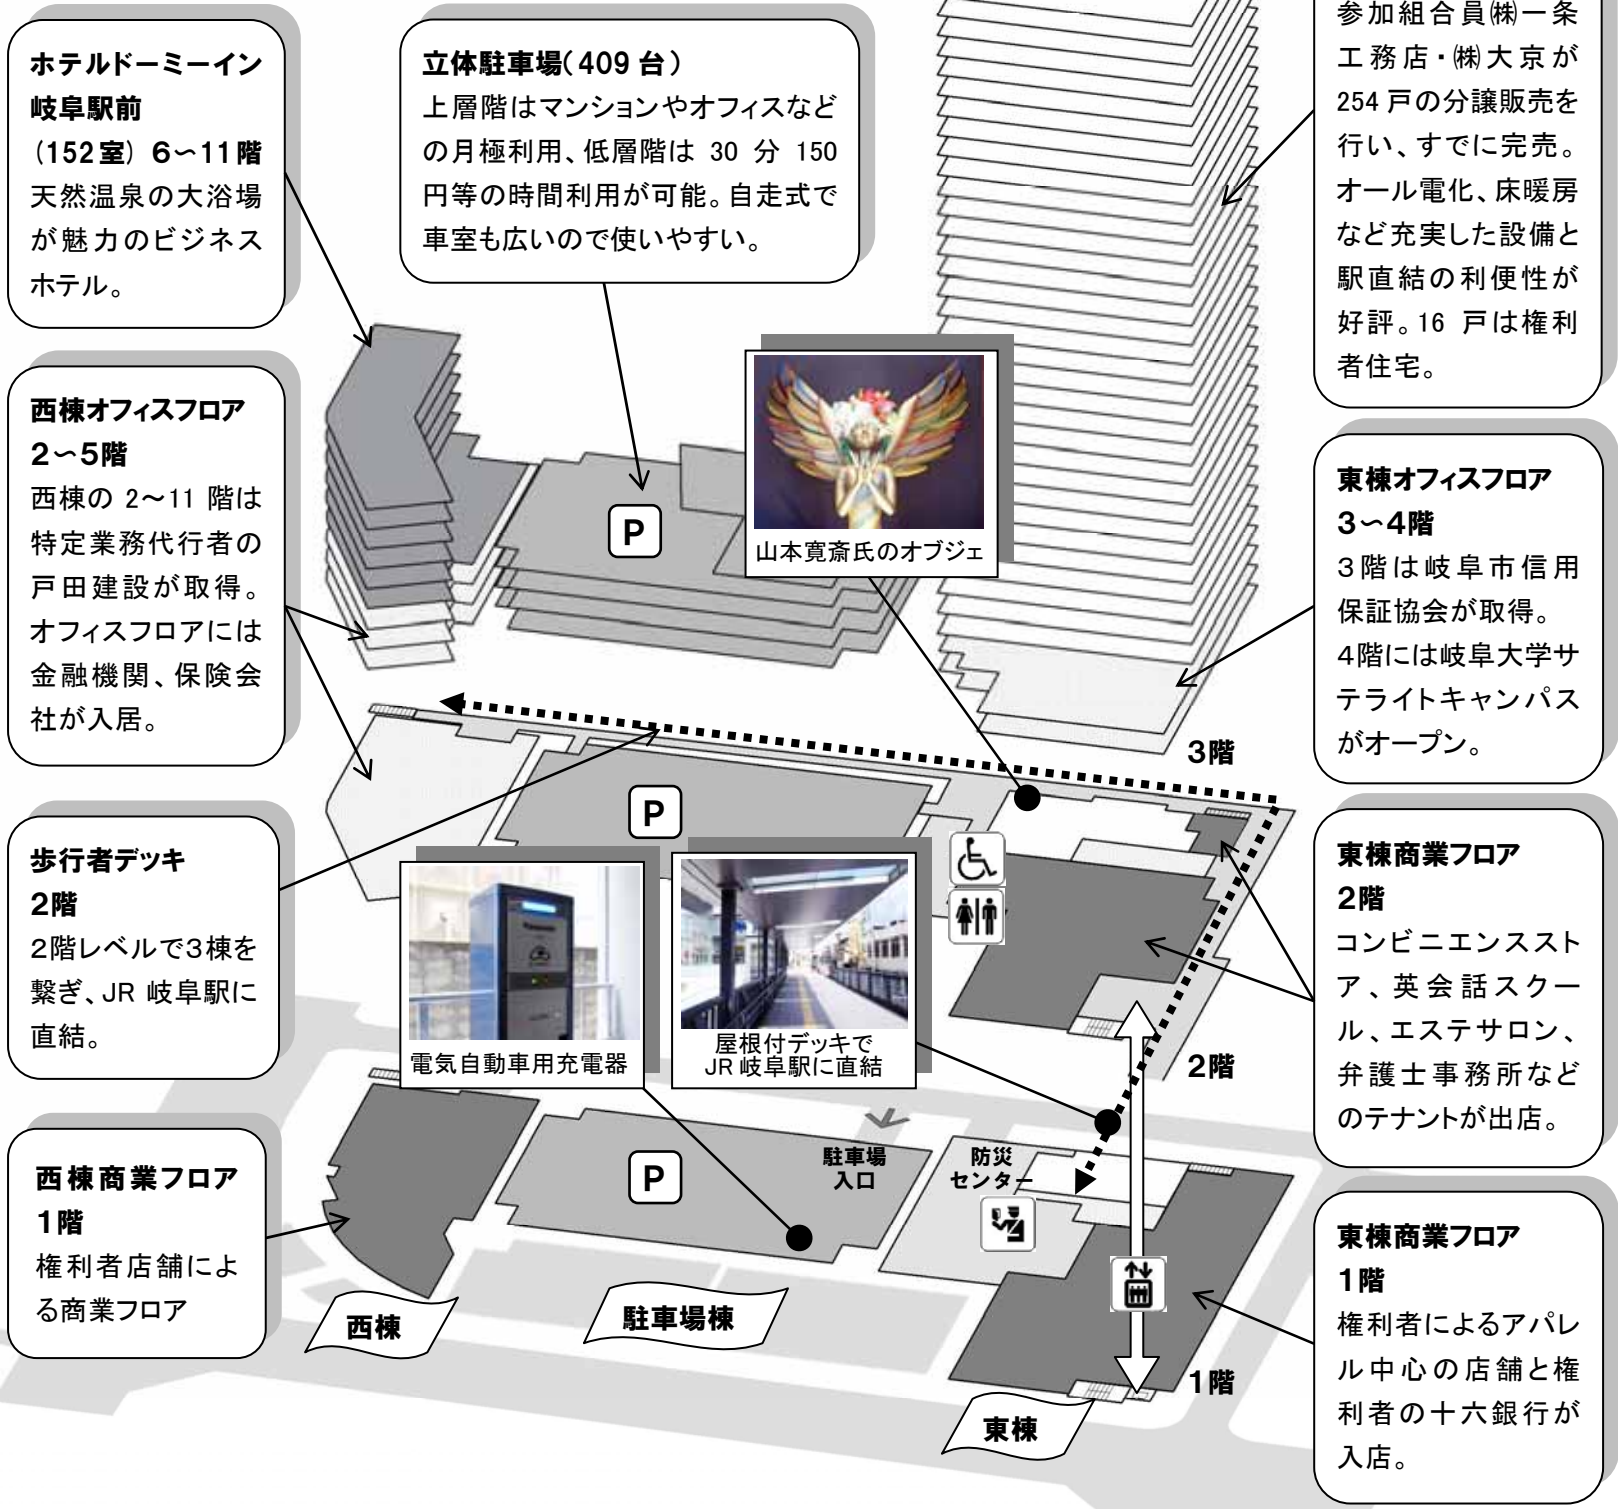 ホテルドーミーイン
岐阜駅前
(152室) 6~11階
天然温泉の大浴場
が魅力のビジネス
ホテル。
立体駐車場(409台)
上層階はマンションやオフィスなど
の月極利用、低層階は 30 分 150
円等の時間利用が可能。自走式で
車室も広いので使いやすい。
参加組合員㈱一条
工務店・㈱大京が
254戸の分譲販売を
行い、すでに完売。
オール電化、床暖房
など充実した設備と
駅直結の利便性が
好評。16 戸は権利
者住宅。
西棟オフィスフロア
2~5階
西棟の 2~11 階は
特定業務代行者の
戸田建設が取得。
オフィスフロアには
金融機関、保険会
社が入居。
P
山本寛斎氏のオブジェ
東棟オフィスフロア
3~4階
3階は岐阜市信用
保証協会が取得。
4階には岐阜大学サ
テライトキャンパス
がオープン。
3階
歩行者デッキ
2階
2階レベルで3棟を
繋ぎ、JR 岐阜駅に
直結。
P
電気自動車用充電器
屋根付デッキで
JR岐阜駅に直結
東棟商業フロア
2階
コンビニエンススト
ア、英会話スクー
ル、エステサロン、
弁護士事務所など
のテナントが出店。
2階
西棟商業フロア
1階
権利者店舗によ
る商業フロア
P
駐車場
入口
防災
センター
東棟商業フロア
1階
権利者によるアパレ
ル中心の店舗と権
利者の十六銀行が
入店。
1階
西棟
駐車場棟
東棟